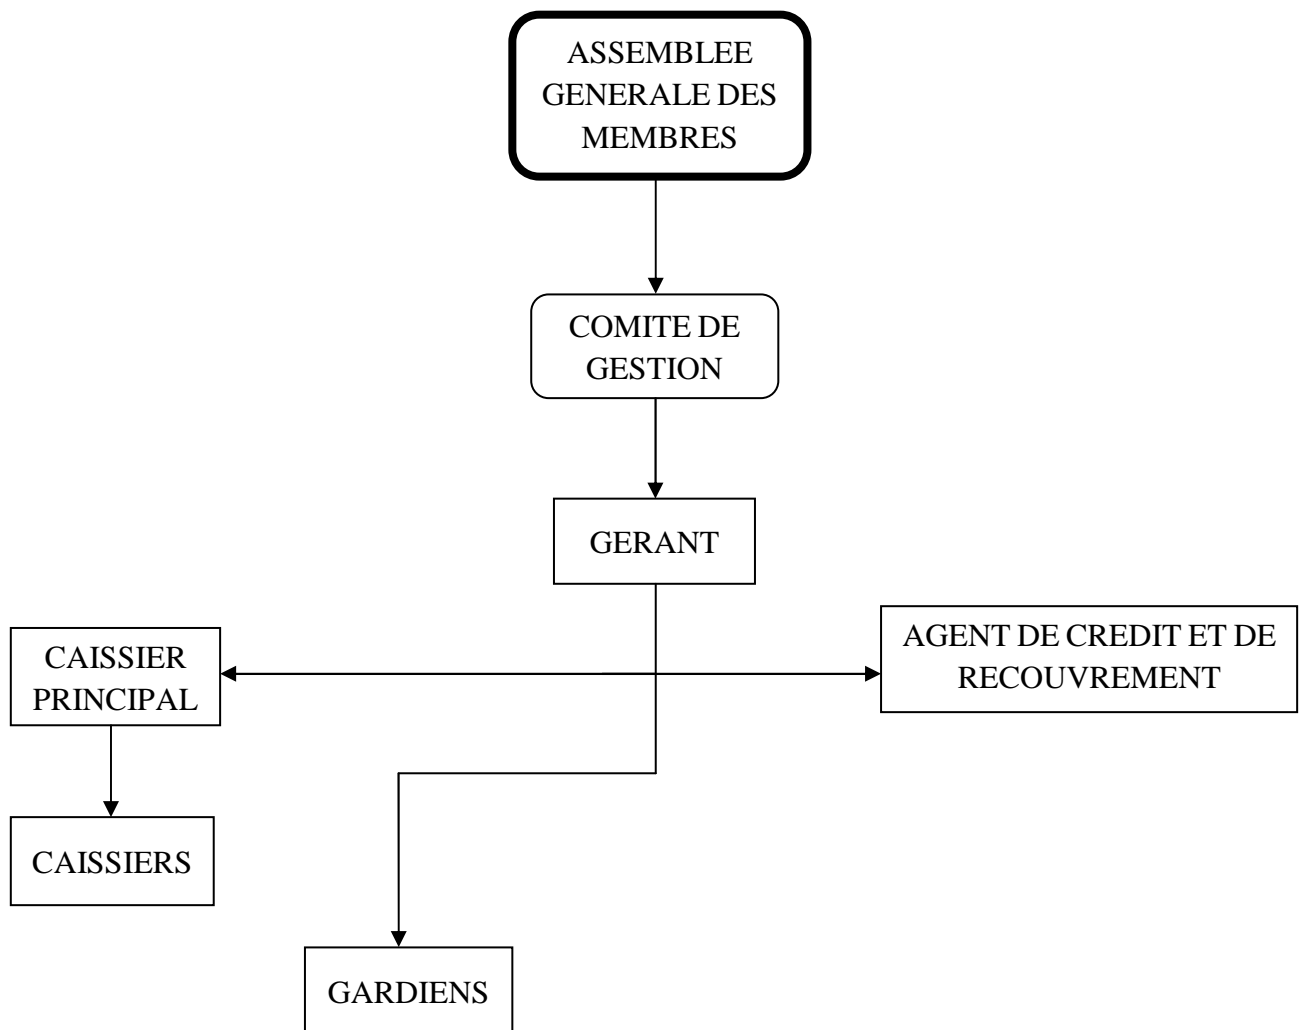 ASSEMBLEE
GENERALE DES
MEMBRES
COMITE DE
GESTION
GERANT
AGENT DE CREDIT ET DE
RECOUVREMENT
CAISSIER
PRINCIPAL
CAISSIERS
GARDIENS